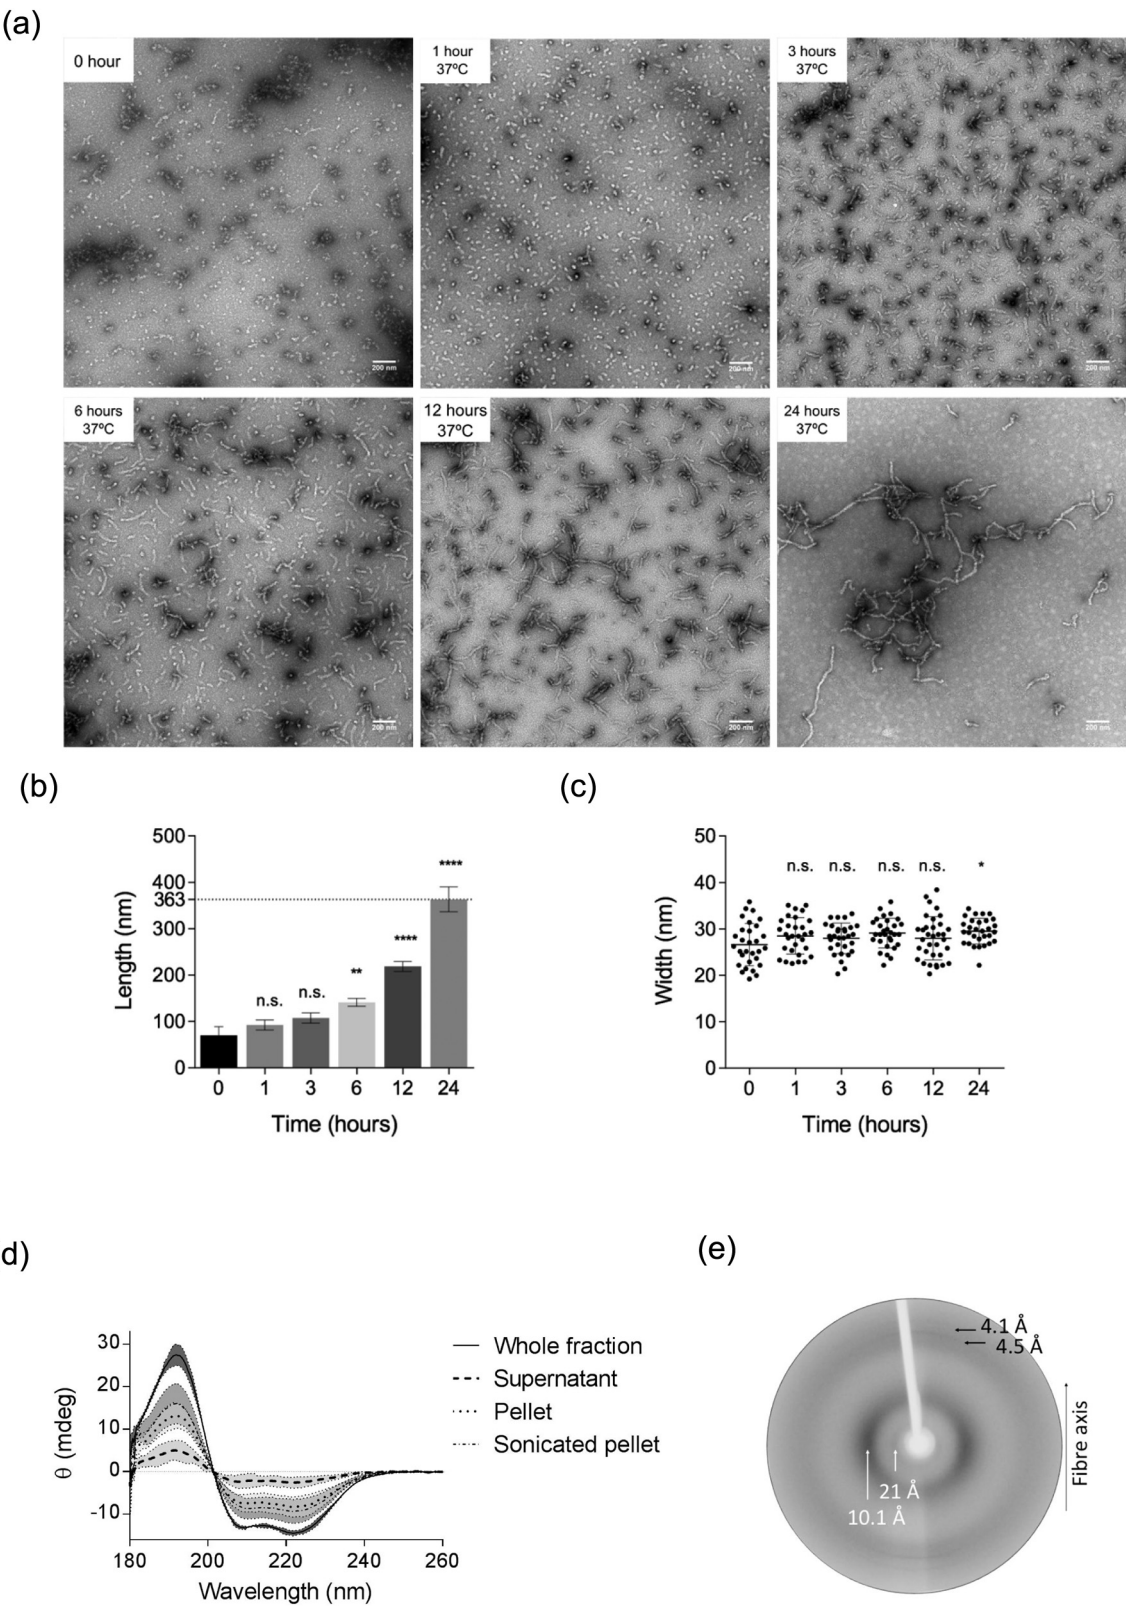 (a)
0 hour
1 hour
37ºC
3 hours
37ºC
200 nm
200 nm
200 nm
6 hours
37ºC
12 hours
37ºC
24 hours
37ºC
200 nm
200 nm
200 nm
(b)
500
400
363
300
200
100
0
Length (nm)
n.s.
n.s.
**
****
****
0 1 3 6 12 24
Time (hours)
(c)
50
40
30
20
10
0
Width (nm)
n.s. n.s. n.s. n.s. *
0 1 3 6 12 24
Time (hours)
d)
30
20
10
0
-10
θ (mdeg)
180 200 220 240 260
Wavelength (nm)
Whole fraction
Supernatant
Pellet
Sonicated pellet
(e)
4.1 Å
4.5 Å
21 Å
10.1 Å
Fibre axis